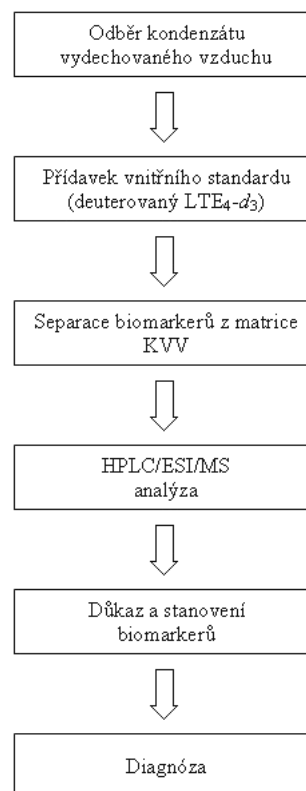 Odběr kondenzátu
vydechovaného vzduchu
Přídavek vnitřního standardu
(deuterovaný LTE₄-d₃)
Separace biomarkerů z matrice
KVV
HPLC/ESI/MS
analýza
Důkaz a stanovení
biomarkerů
Diagnóza